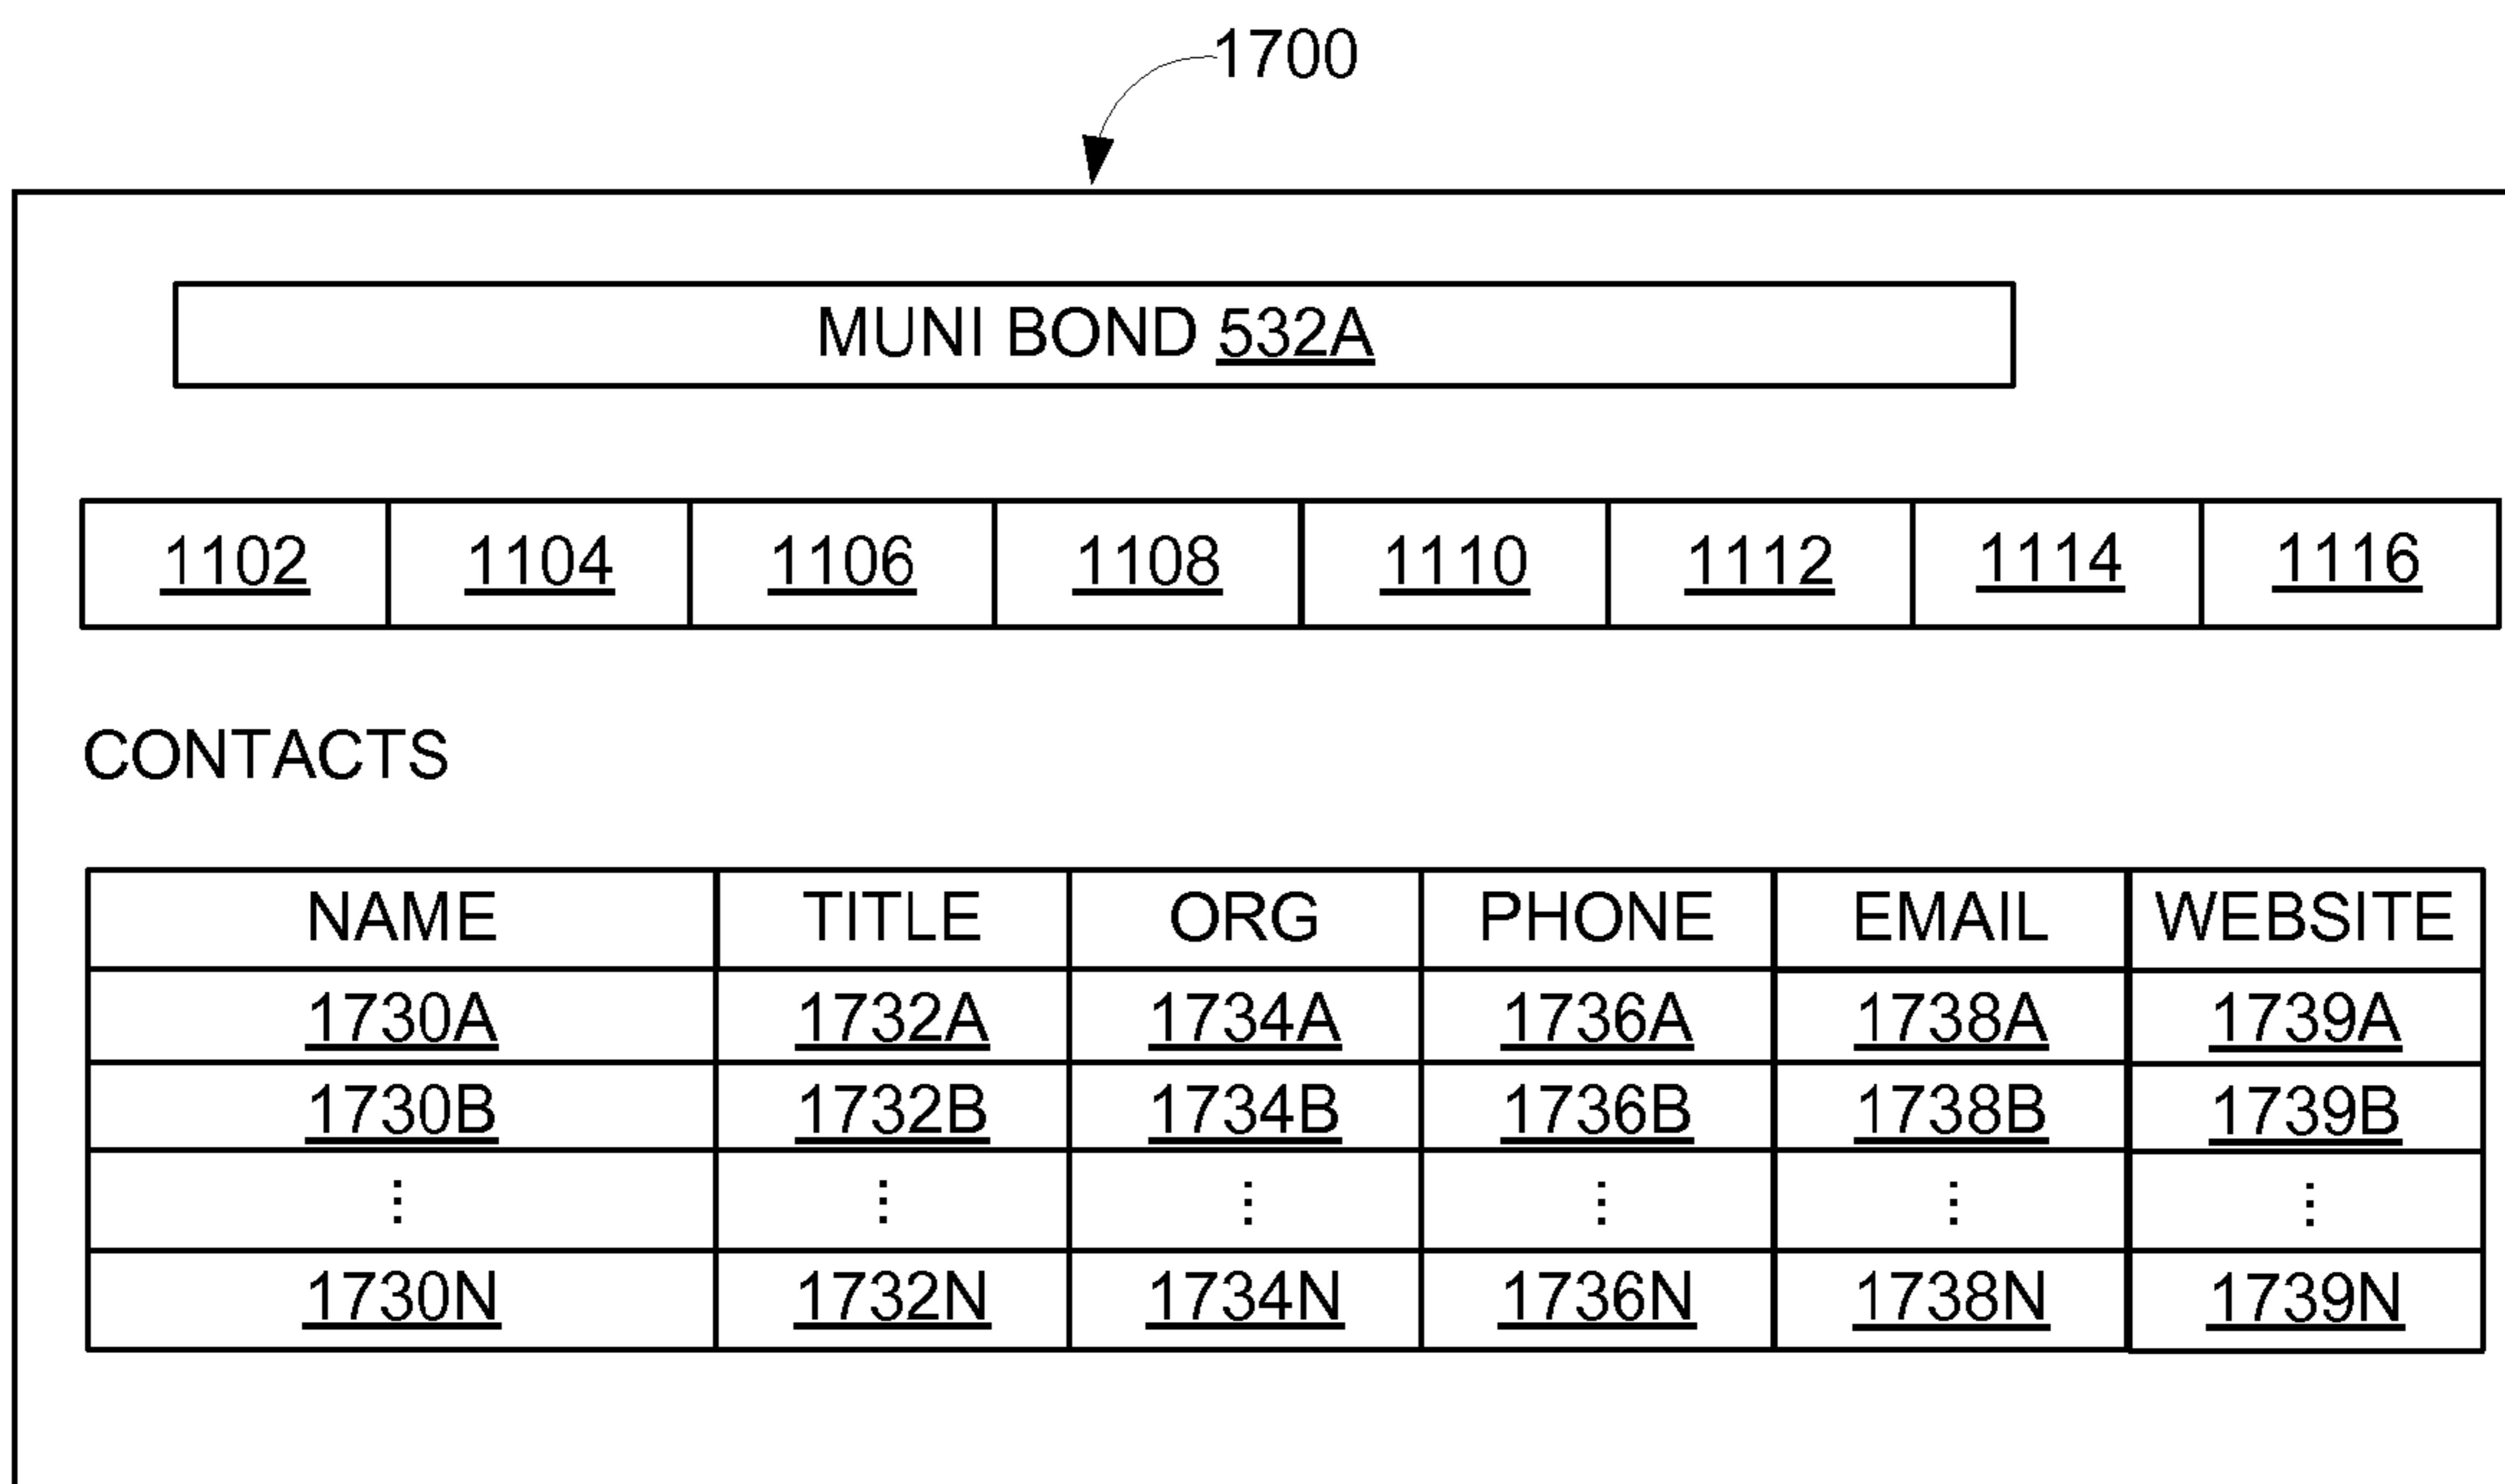 1700
MUNI BOND 532A
1102 1104 1106 1108 1110 1112 1114 1116
CONTACTS
NAME TITLE ORG PHONE EMAIL WEBSITE
1730A 1732A 1734A 1736A 1738A 1739A
1730B 1732B 1734B 1736B 1738B 1739B
⋮ ⋮ ⋮ ⋮ ⋮ ⋮
1730N 1732N 1734N 1736N 1738N 1739N